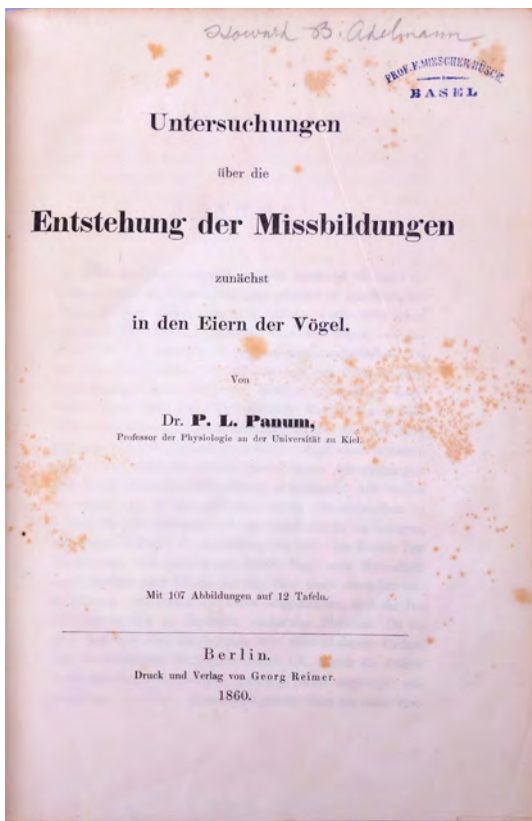 Howard B. Adelmann
PROF. F. MIESCHER-RÜSCH
BASEL
Untersuchungen
über die
Entstehung der Missbildungen
zunächst
in den Eiern der Vögel.
Von
Dr. P. L. Panum,
Professor der Physiologie an der Universität zu Kiel.
Mit 107 Abbildungen auf 12 Tafeln.
Berlin.
Druck und Verlag von Georg Reimer.
1860.